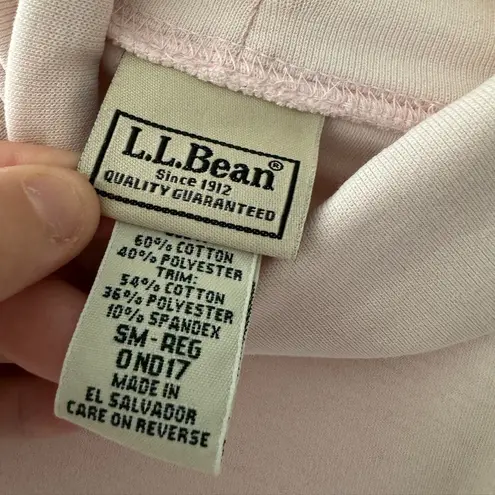 L.L.Bean®
Since 1912
QUALITY GUARANTEED
60% COTTON
40% POLYESTER
TRIM:
54% COTTON
36% POLYESTER
10% SPANDEX
SM-REG
0ND17
MADE IN
EL SALVADOR
CARE ON REVERSE